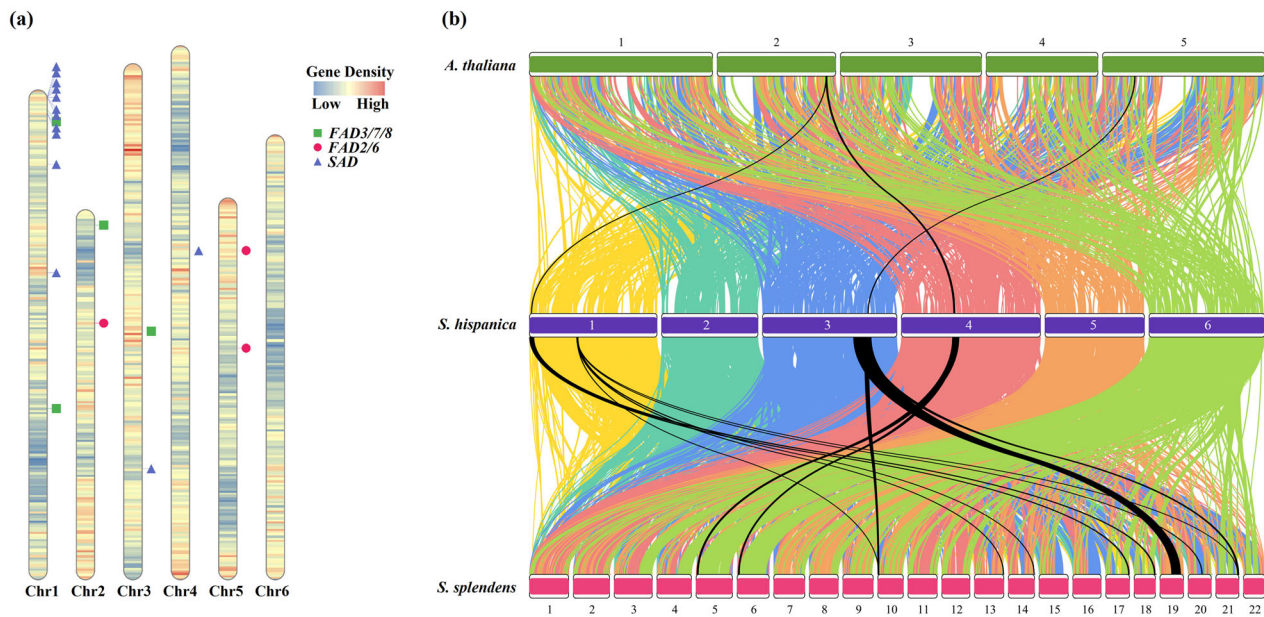 (a)
Gene Density
Low High
FAD3/7/8
FAD2/6
SAD
Chr1 Chr2 Chr3 Chr4 Chr5 Chr6
(b)
1 2 3 4 5
A. thaliana
S. hispanica
1 2 3 4 5 6
S. splendens
1 2 3 4 5 6 7 8 9 10 11 12 13 14 15 16 17 18 19 20 21 22